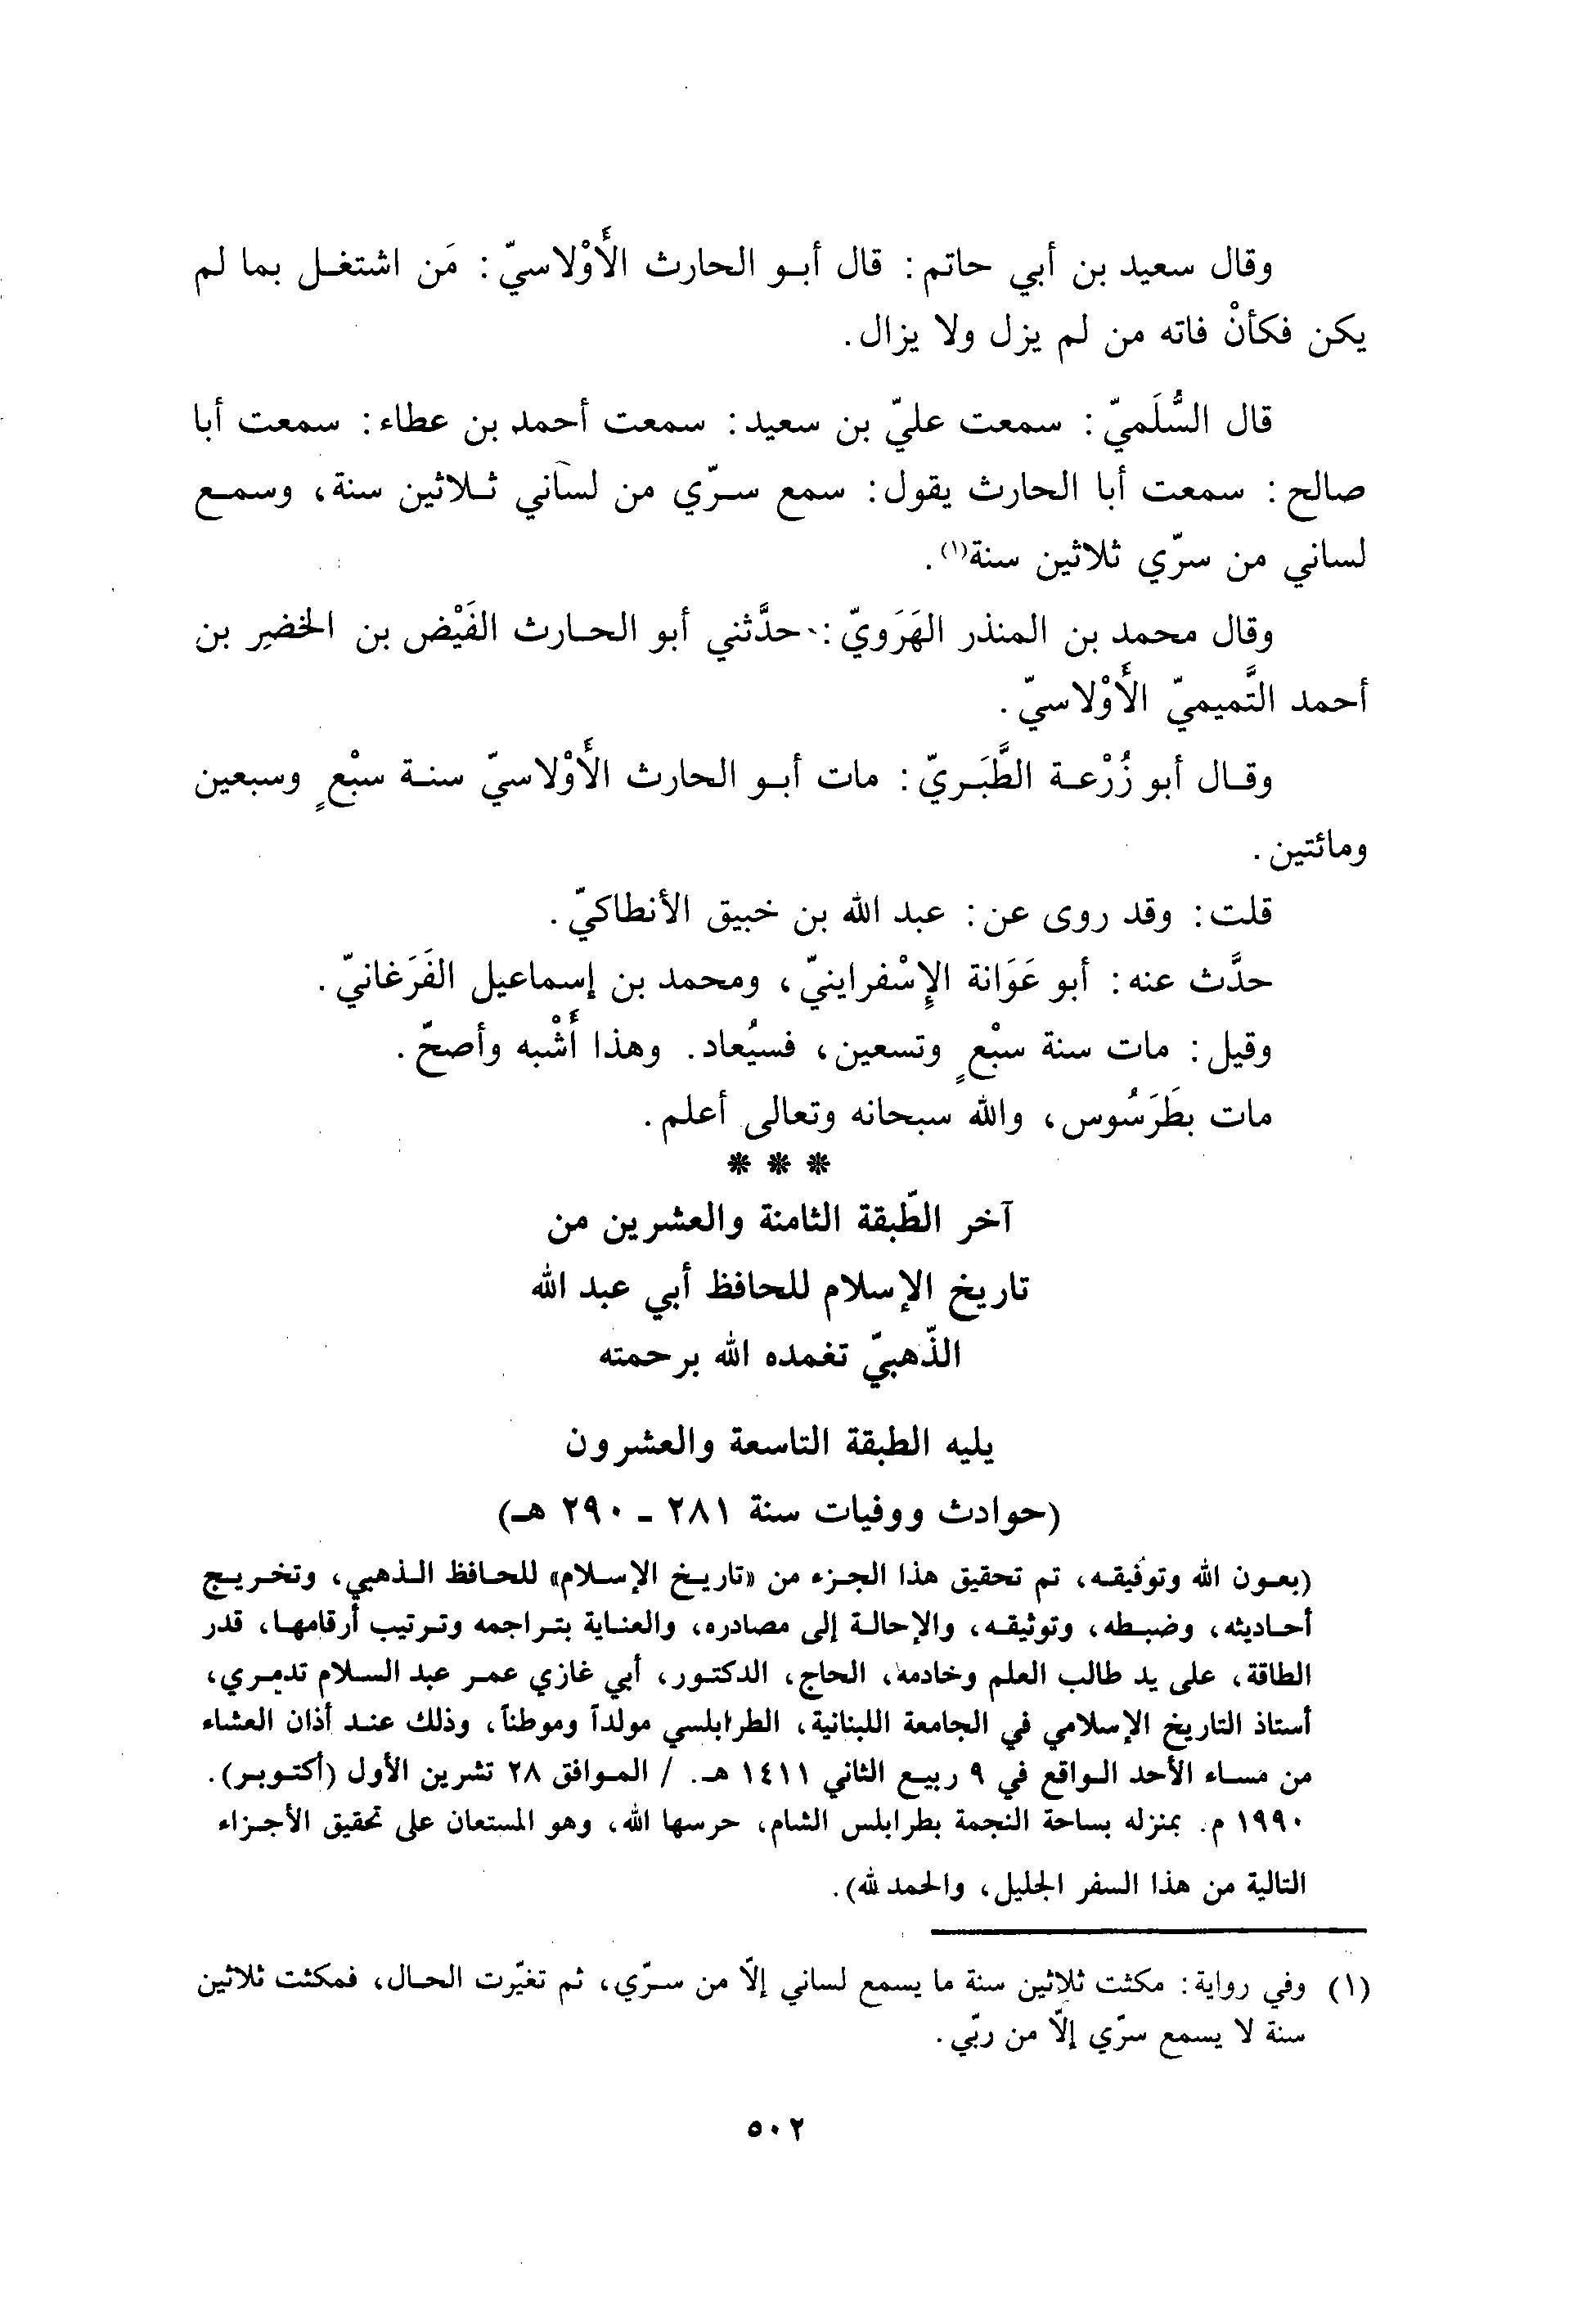 وقال سعيد بن أبي حاتم: قال أبو الحارث الأَوْلاسيّ: مَن اشتغل بما لم
يكن فكأنْ فاته من لم يزل ولا يزال.
قال السُّلَميّ: سمعت عليّ بن سعيد: سمعت أحمد بن عطاء: سمعت أبا
صالح: سمعت أبا الحارث يقول: سمع سرّي من لساني ثلاثين سنة، وسمع
لساني من سرّي ثلاثين سنة(١).
وقال محمد بن المنذر الهَرَويّ: حدَّثني أبو الحارث الفَيْض بن الخضِر بن
أحمد التَّميميّ الأَوْلاسيّ.
وقال أبو زُرْعة الطَّبَريّ: مات أبو الحارث الأَوْلاسيّ سنة سبْعٍ وسبعين
ومائتين.
قلت: وقد روى عن: عبد الله بن خبيق الأنطاكيّ.
حدَّث عنه: أبو عَوَانة الإِسْفراينيّ، ومحمد بن إسماعيل الفَرَغانيّ.
وقيل: مات سنة سبْعٍ وتسعين، فسيُعاد. وهذا أَشْبه وأصحّ.
مات بطَرَسُوس، والله سبحانه وتعالى أعلم.
* * *
آخر الطّبقة الثامنة والعشرين من
تاريخ الإسلام للحافظ أبي عبد الله
الذّهبيّ تغمده الله برحمته
يليه الطبقة التاسعة والعشرون
(حوادث ووفيات سنة ٢٨١ - ٢٩٠ هـ)
(بعون الله وتوفيقه، تم تحقيق هذا الجزء من «تاريخ الإسلام» للحافظ الذهبي، وتخريج
أحاديثه، وضبطه، وتوثيقه، والإحالة إلى مصادره، والعناية بتراجمه وترتيب أرقامها، قدر
الطاقة، على يد طالب العلم وخادمه، الحاج، الدكتور، أبي غازي عمر عبد السلام تدمري،
أستاذ التاريخ الإسلامي في الجامعة اللبنانية، الطرابلسي مولداً وموطناً، وذلك عند أذان العشاء
من مساء الأحد الواقع في ٩ ربيع الثاني ١٤١١ هـ. / الموافق ٢٨ تشرين الأول (أكتوبر).
١٩٩٠ م. بمنزله بساحة النجمة بطرابلس الشام، حرسها الله، وهو المستعان على تحقيق الأجزاء
التالية من هذا السفر الجليل، والحمد لله).
(١) وفي رواية: مكثت ثلاثين سنة ما يسمع لساني إلّا من سرّي، ثم تغيّرت الحال، فمكثت ثلاثين
سنة لا يسمع سرّي إلّا من ربّي.
٥٠٢